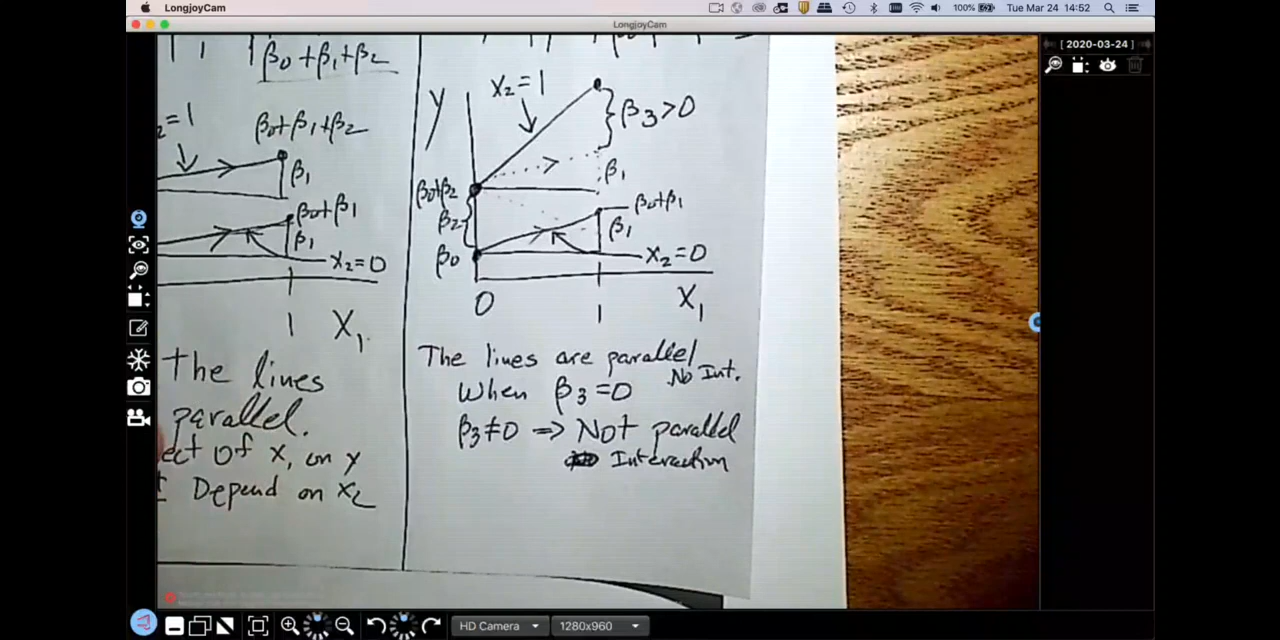 LongjoyCam
100%
Tue Mar 24 14:52
LongjoyCam
[ 2020-03-24 ]
β0+β1+β2
=1
β0+β1+β2
β1
β0+β1
β1
X2=0
1
X1
The lines
parallel.
ect of X1 on y
Depend on X2
y
X2=1
β3>0
β0+β2
β1
β2
β0+β1
β1
β0
X2=0
0
1
X1
The lines are parallel
No Int.
When β3=0
β3≠0 ⇒ Not parallel
Interaction
HD Camera
1280x960